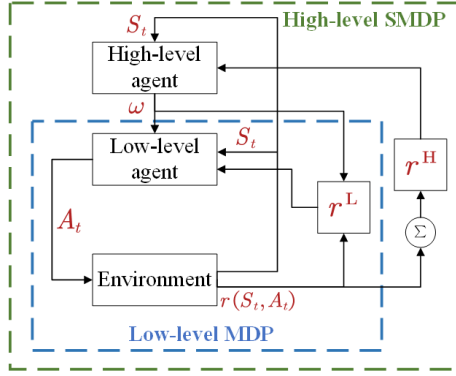 High-level SMDP
S_t
High-level
agent
ω
S_t
Low-level
agent
r^H
r^L
A_t
Σ
Environment
r(S_t, A_t)
Low-level MDP